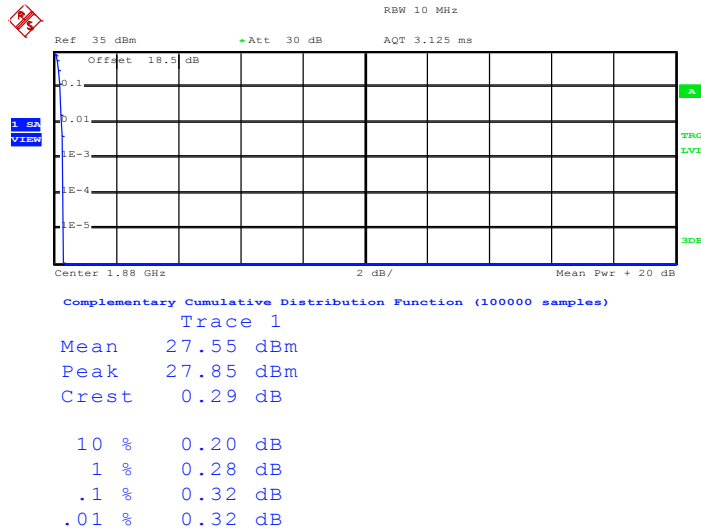 RBW 10 MHz
Ref 35 dBm *Att 30 dB AQT 3.125 ms
Offset 18.5 dB
0.1
A
0.01
1 SA
VIEW
TRG
LVL
1E-3
1E-4
1E-5
3DB
Center 1.88 GHz 2 dB/ Mean Pwr + 20 dB
Complementary Cumulative Distribution Function (100000 samples)
Trace 1
Mean 27.55 dBm
Peak 27.85 dBm
Crest 0.29 dB
10 % 0.20 dB
1 % 0.28 dB
.1 % 0.32 dB
.01 % 0.32 dB